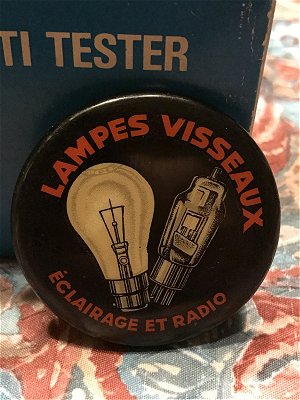 TI TESTER
LAMPES VISSEAUX
ÉCLAIRAGE ET RADIO